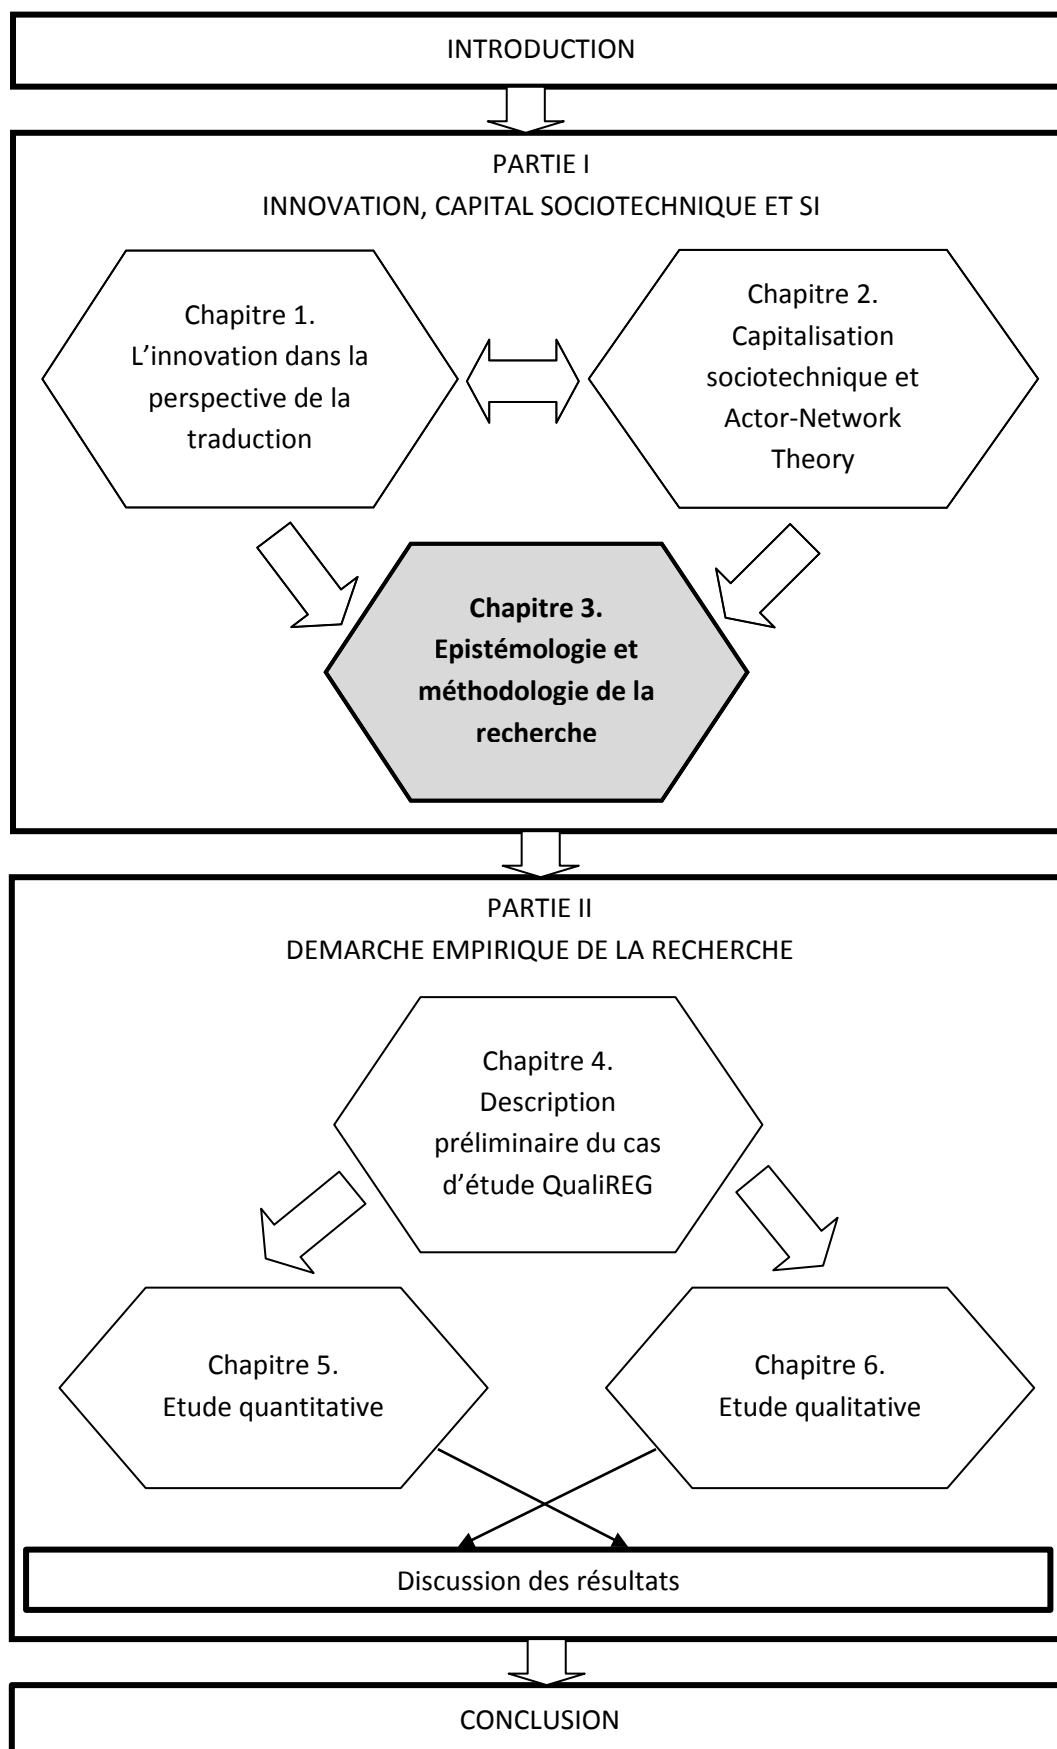 INTRODUCTION
PARTIE I
INNOVATION, CAPITAL SOCIOTECHNIQUE ET SI
Chapitre 1.
L’innovation dans la
perspective de la
traduction
Chapitre 2.
Capitalisation
sociotechnique et
Actor-Network
Theory
Chapitre 3.
Epistémologie et
méthodologie de la
recherche
PARTIE II
DEMARCHE EMPIRIQUE DE LA RECHERCHE
Chapitre 4.
Description
préliminaire du cas
d’étude QualiREG
Chapitre 5.
Etude quantitative
Chapitre 6.
Etude qualitative
Discussion des résultats
CONCLUSION